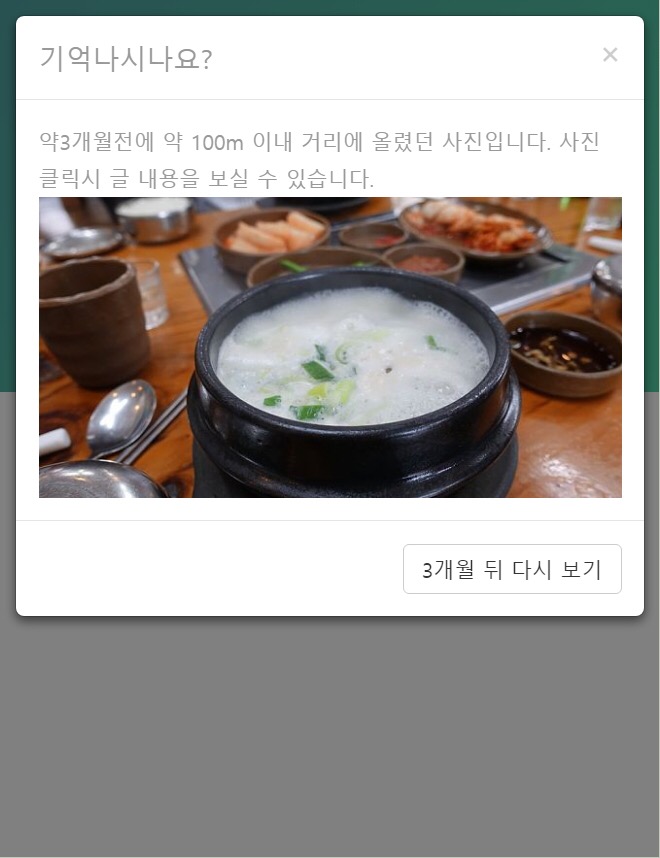 기억나시나요?
×
약3개월전에 약 100m 이내 거리에 올렸던 사진입니다. 사진
클릭시 글 내용을 보실 수 있습니다.
3개월 뒤 다시 보기